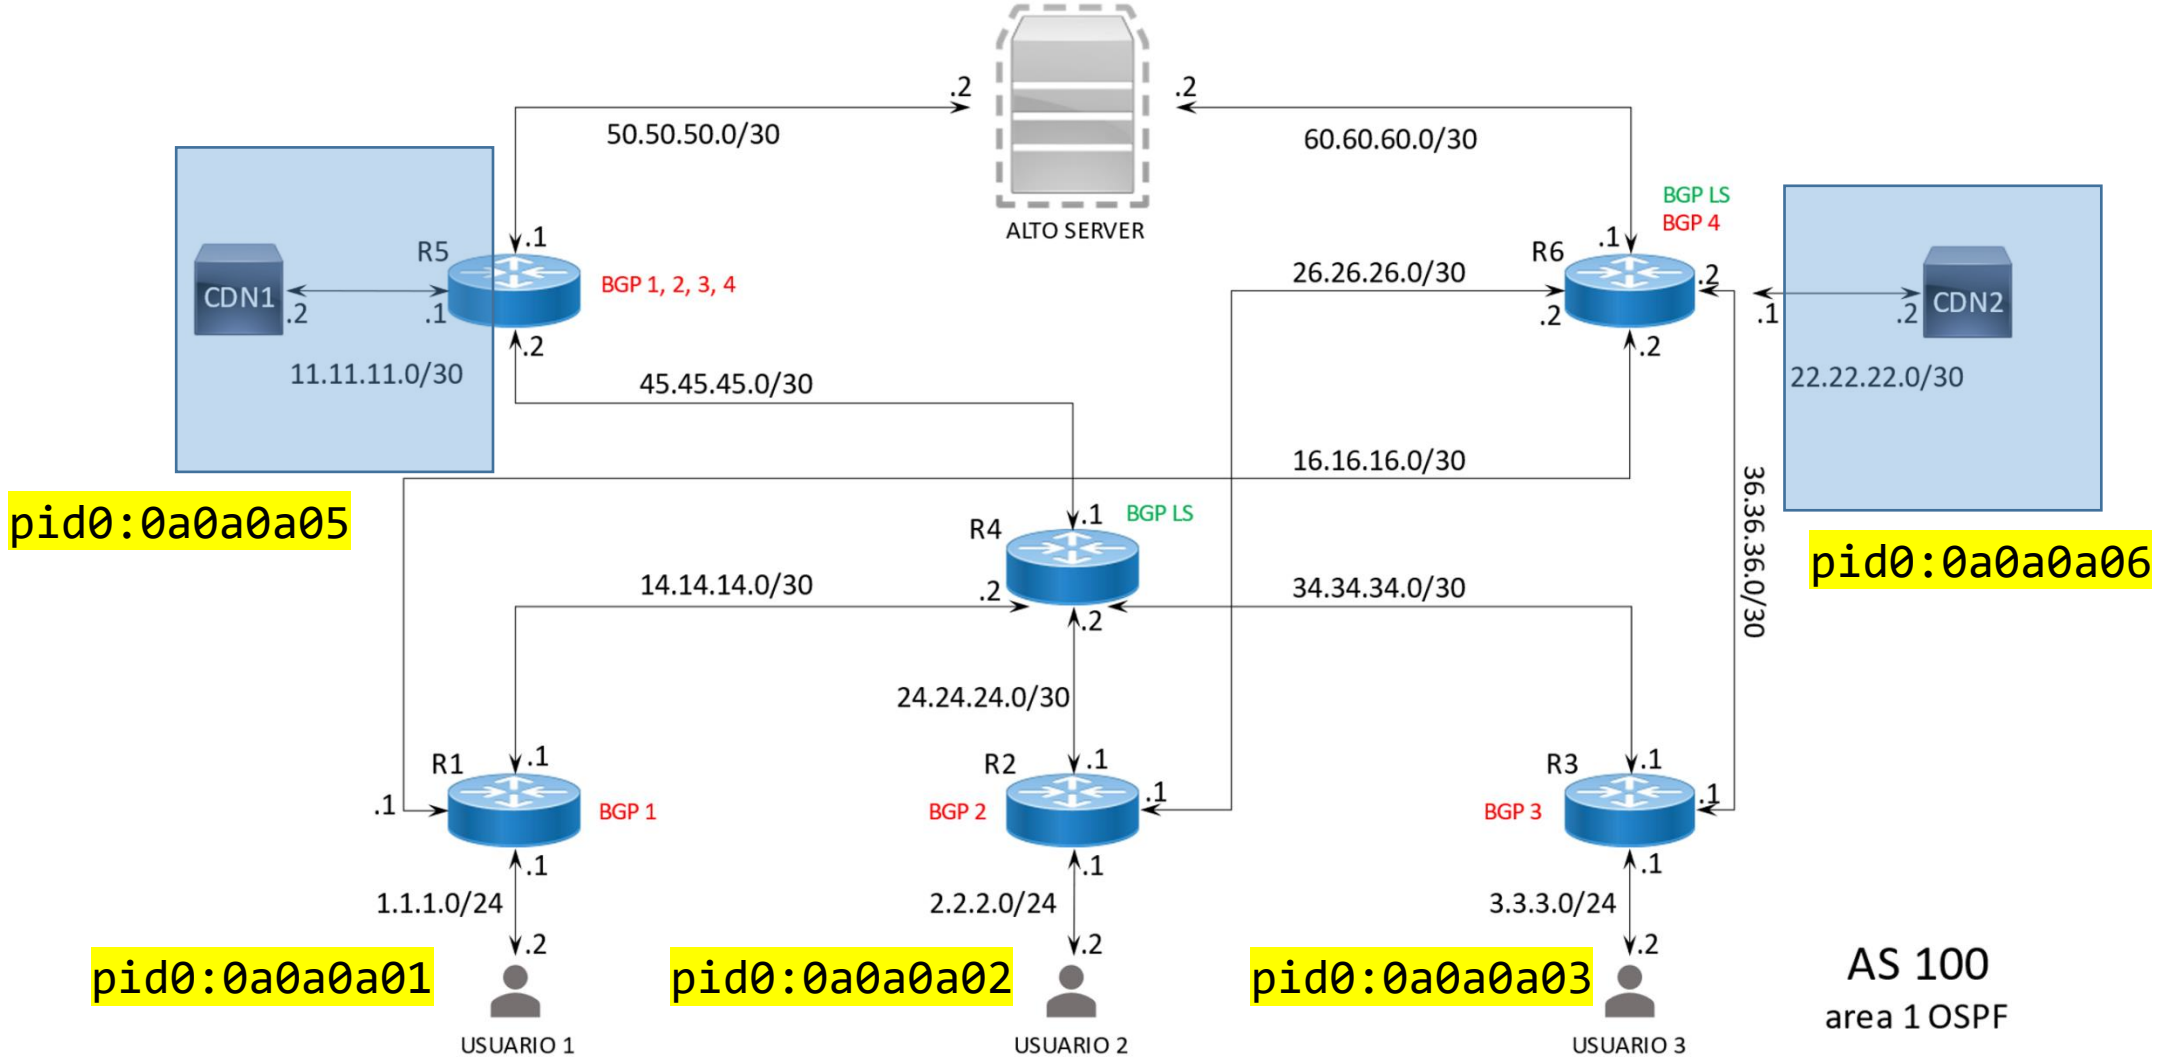 .2
.2
50.50.50.0/30
60.60.60.0/30
ALTO SERVER
BGP LS
BGP 4
R5
.1
BGP 1, 2, 3, 4
CDN1
.2
.1
11.11.11.0/30
.2
R6
.1
.2
26.26.26.0/30
.2
.2
.1
.2
CDN2
22.22.22.0/30
45.45.45.0/30
16.16.16.0/30
36.36.36.0/30
pid0:0a0a0a05
pid0:0a0a0a06
R4
.1
BGP LS
14.14.14.0/30
.2
.2
34.34.34.0/30
24.24.24.0/30
R1
.1
.1
BGP 1
.1
R2
.1
.1
BGP 2
.1
R3
.1
.1
BGP 3
.1
1.1.1.0/24
2.2.2.0/24
3.3.3.0/24
.2
.2
.2
pid0:0a0a0a01
pid0:0a0a0a02
pid0:0a0a0a03
USUARIO 1
USUARIO 2
USUARIO 3
AS 100
area 1 OSPF